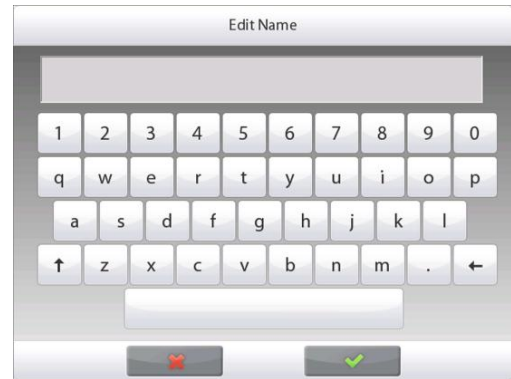 Edit Name
1 2 3 4 5 6 7 8 9 0
q w e r t y u i o p
a s d f g h j k l
↑ z x c v b n m . ←